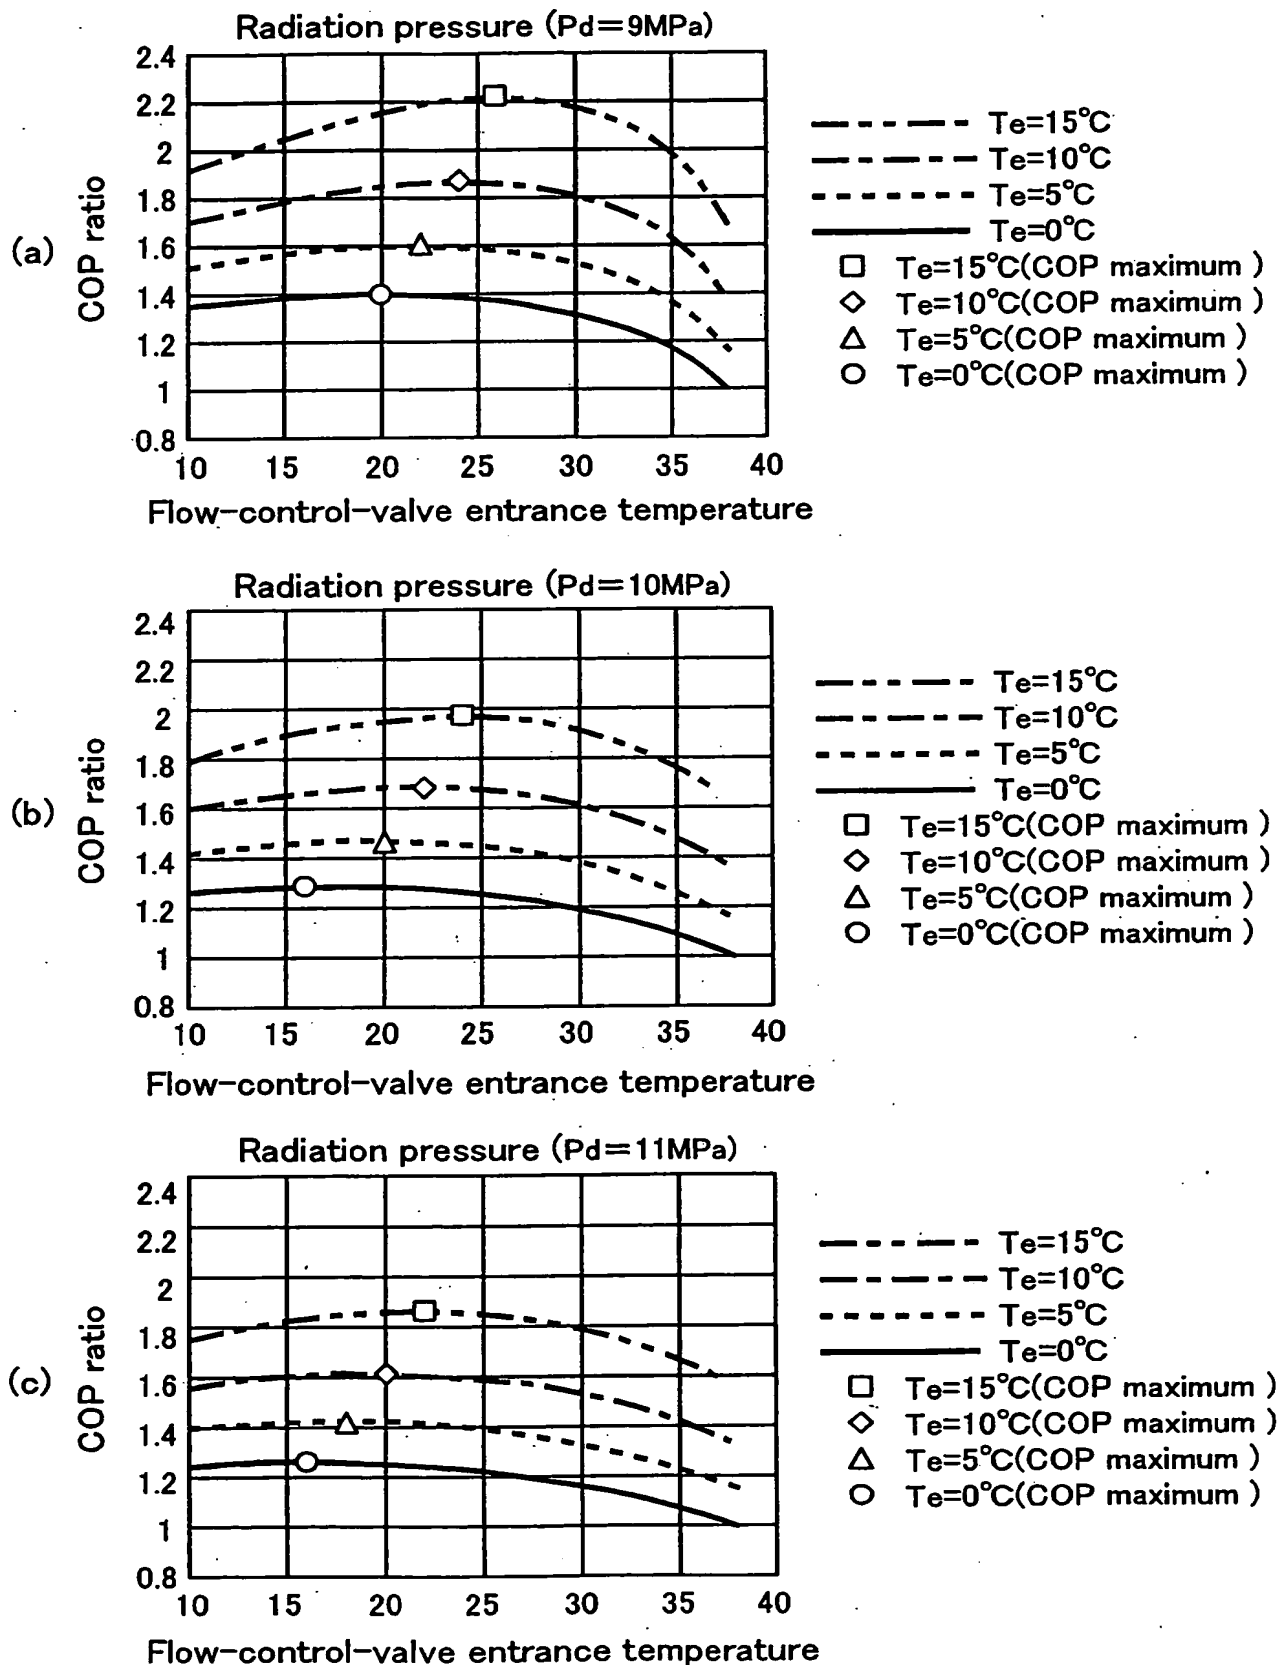 Radiation pressure (Pd=9MPa)
2.4
2.2
2
1.8
1.6
1.4
1.2
1
0.8
10 15 20 25 30 35 40
COP ratio
(a)
Flow-control-valve entrance temperature
Te=15℃
Te=10℃
Te=5℃
Te=0℃
Te=15℃(COP maximum )
Te=10℃(COP maximum )
Te=5℃(COP maximum )
Te=0℃(COP maximum )
Radiation pressure (Pd=10MPa)
2.4
2.2
2
1.8
1.6
1.4
1.2
1
0.8
10 15 20 25 30 35 40
COP ratio
(b)
Flow-control-valve entrance temperature
Te=15℃
Te=10℃
Te=5℃
Te=0℃
Te=15℃(COP maximum )
Te=10℃(COP maximum )
Te=5℃(COP maximum )
Te=0℃(COP maximum )
Radiation pressure (Pd=11MPa)
2.4
2.2
2
1.8
1.6
1.4
1.2
1
0.8
10 15 20 25 30 35 40
COP ratio
(c)
Flow-control-valve entrance temperature
Te=15℃
Te=10℃
Te=5℃
Te=0℃
Te=15℃(COP maximum )
Te=10℃(COP maximum )
Te=5℃(COP maximum )
Te=0℃(COP maximum )